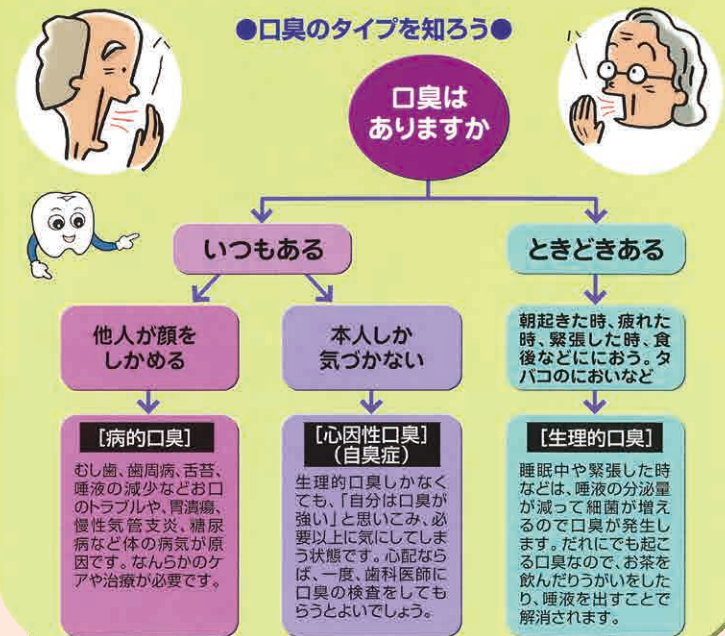 ●口臭のタイプを知ろう●
口臭は
ありますか
いつもある
ときどきある
他人が顔を
しかめる
本人しか
気づかない
朝起きた時、疲れた
時、緊張した時、食
後などににおう。タ
バコのにおいなど
[病的口臭]
むし歯、歯周病、舌苔、
唾液の減少などお口
のトラブルや、胃潰瘍、
慢性気管支炎、糖尿
病など体の病気が原
因です。なんらかのケ
アや治療が必要です。
[心因性口臭]
(自臭症)
生理的口臭しかなく
ても、「自分は口臭が
強い」と思いこみ、必
要以上に気にしてしま
う状態です。心配なら
ば、一度、歯科医師に
口臭の検査をしても
らうとよいでしょう。
[生理的口臭]
睡眠中や緊張した時
などは、唾液の分泌量
が減って細菌が増え
るので口臭が発生し
ます。だれにでも起こ
る口臭なので、お茶を
飲んだりうがいをした
り、唾液を出すことで
解消されます。